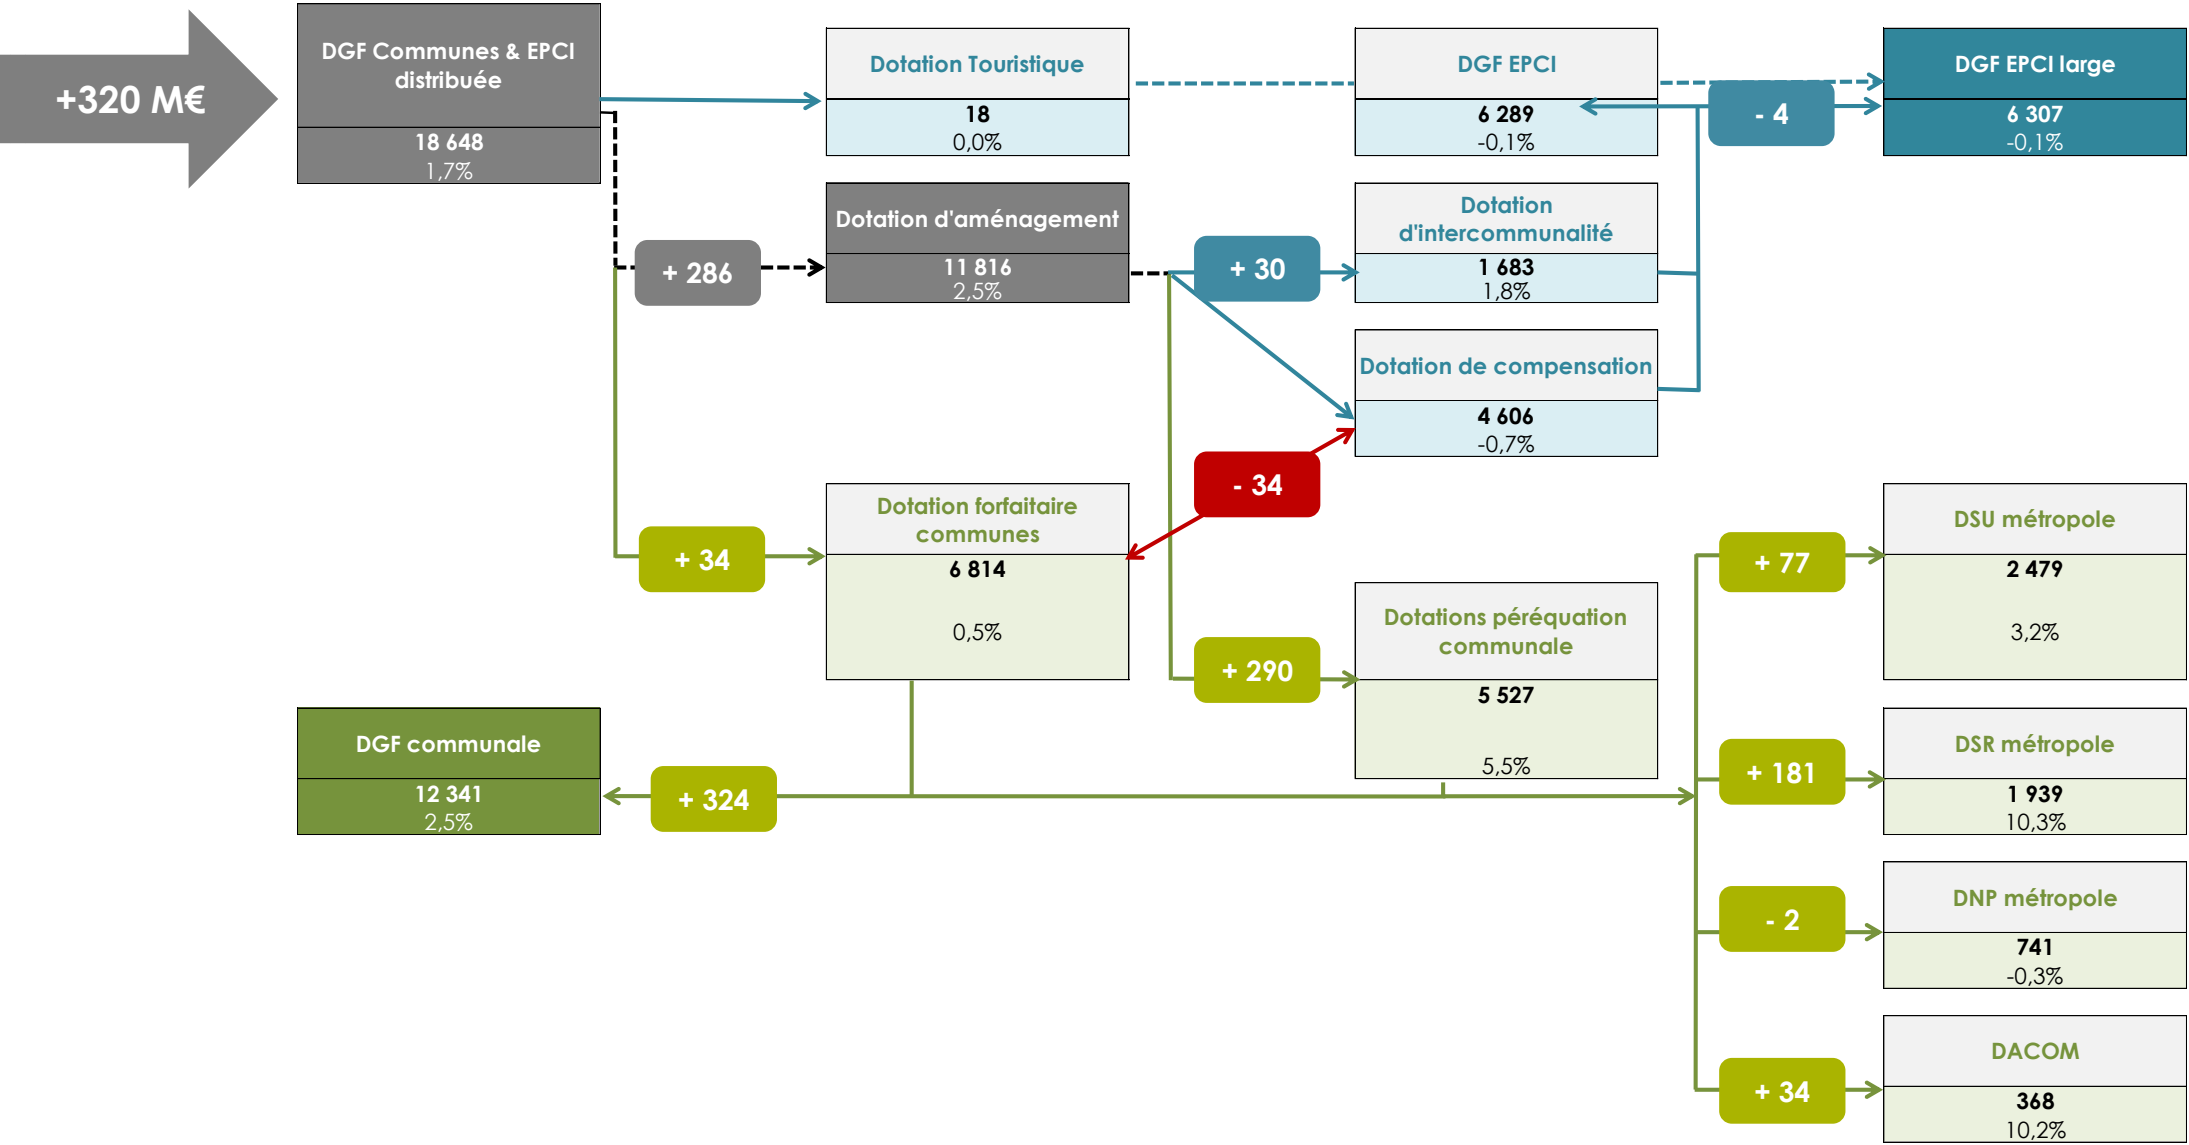 +320 M€
DGF Communes & EPCI
distribuée
18 648
1,7%
Dotation Touristique
18
0,0%
DGF EPCI
6 289
-0,1%
- 4
DGF EPCI large
6 307
-0,1%
+ 286
Dotation d'aménagement
11 816
2,5%
+ 30
Dotation
d'intercommunalité
1 683
1,8%
Dotation de compensation
4 606
-0,7%
- 34
+ 34
Dotation forfaitaire
communes
6 814
0,5%
+ 290
Dotations péréquation
communale
5 527
5,5%
+ 77
DSU métropole
2 479
3,2%
DGF communale
12 341
2,5%
+ 324
+ 181
DSR métropole
1 939
10,3%
- 2
DNP métropole
741
-0,3%
+ 34
DACOM
368
10,2%